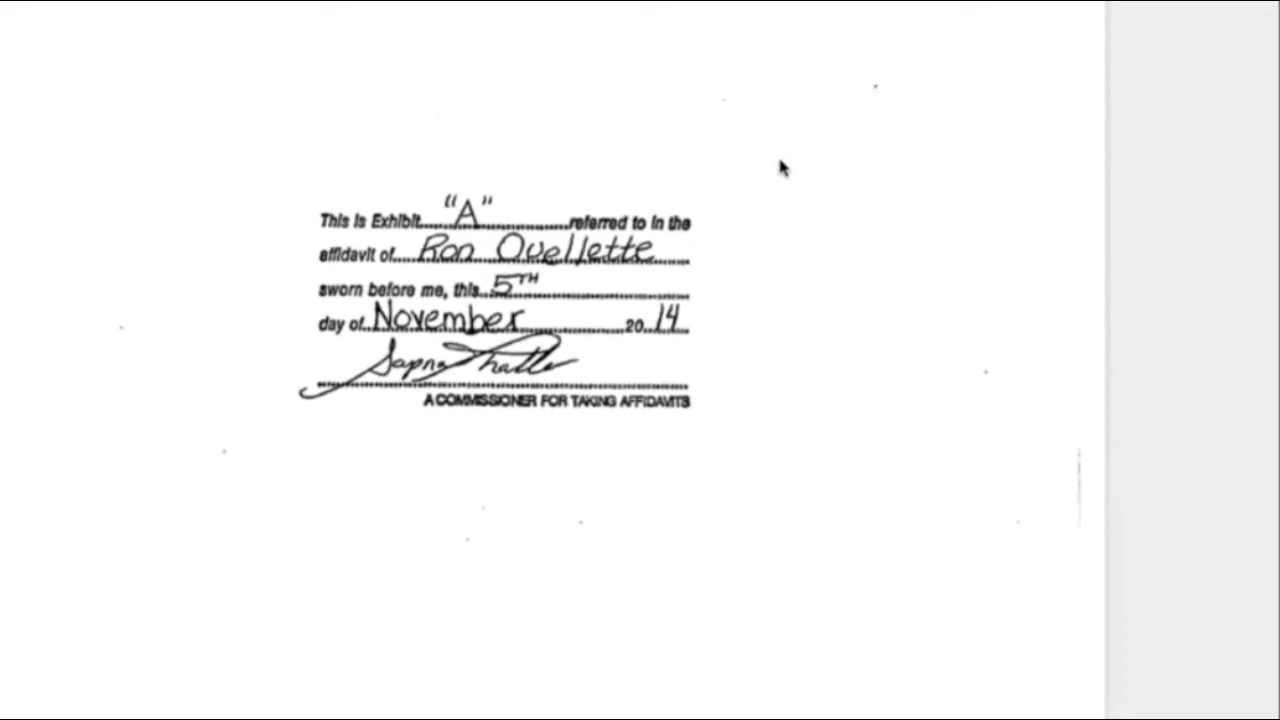 This is Exhibit "A" referred to in the
affidavit of Ron Ouellette
sworn before me, this 5TH
day of November 20 14
Sapna
A COMMISSIONER FOR TAKING AFFIDAVITS